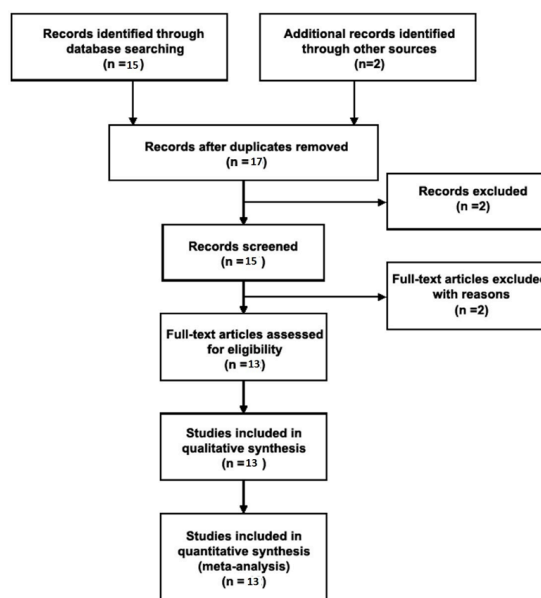 Records identified through
database searching
(n =15)
Additional records identified
through other sources
(n=2)
Records after duplicates removed
(n =17)
Records excluded
(n =2)
Records screened
(n =15 )
Full-text articles excluded
with reasons
(n =2)
Full-text articles assessed
for eligibility
(n =13)
Studies included in
qualitative synthesis
(n =13 )
Studies included in
quantitative synthesis
(meta-analysis)
(n =13 )